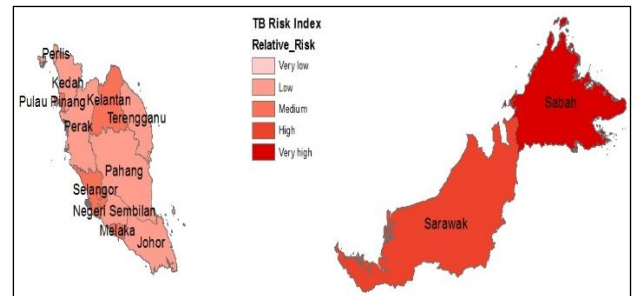 TB Risk Index
Relative_Risk
Very low
Low
Medium
High
Very high
Perlis
Kedah
Pulau Pinang
Kelantan
Terengganu
Perak
Pahang
Selangor
Negeri Sembilan
Melaka
Johor
Sabah
Sarawak